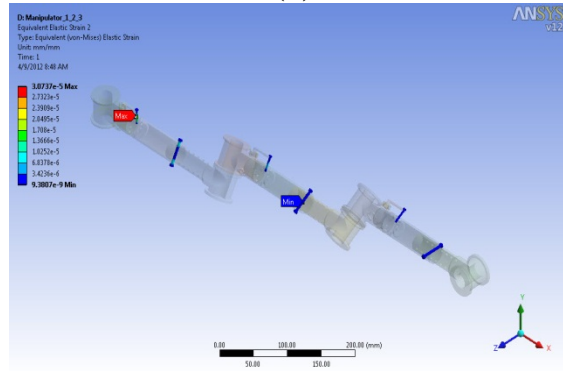 D: Manipulator_1_2_3
Equivalent Elastic Strain 2
Type: Equivalent (von-Mises) Elastic Strain
Unit: mm/mm
Time: 1
4/9/2012 8:48 AM
ANSYS
v12
3.0737e-5 Max
2.7323e-5
2.3909e-5
2.0495e-5
1.708e-5
1.3666e-5
1.0252e-5
6.8378e-6
3.4236e-6
9.3807e-9 Min
Max
Min
0.00 100.00 200.00 (mm)
50.00 150.00
Y
Z X